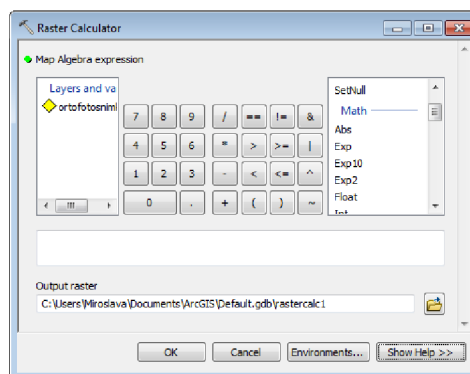 Raster Calculator
Map Algebra expression
Layers and va
ortofotosniml
7 8 9 / == != &
4 5 6 * > >= |
1 2 3 - < <= ^
0 . + ( ) ~
SetNull
Math
Abs
Exp
Exp10
Exp2
Float
Int
Output raster
C:\Users\Miroslava\Documents\ArcGIS\Default.gdb\rastercalc1
OK
Cancel
Environments...
Show Help >>